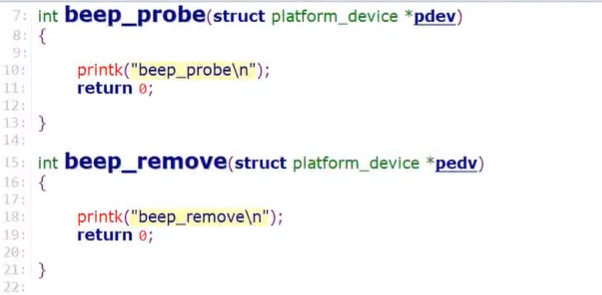 7: int beep_probe(struct platform_device *pdev)
8: {
9:
10: printk("beep_probe\n");
11: return 0;
12:
13: }
14:
15: int beep_remove(struct platform_device *pedv)
16: {
17:
18: printk("beep_remove\n");
19: return 0;
20:
21: }
22: